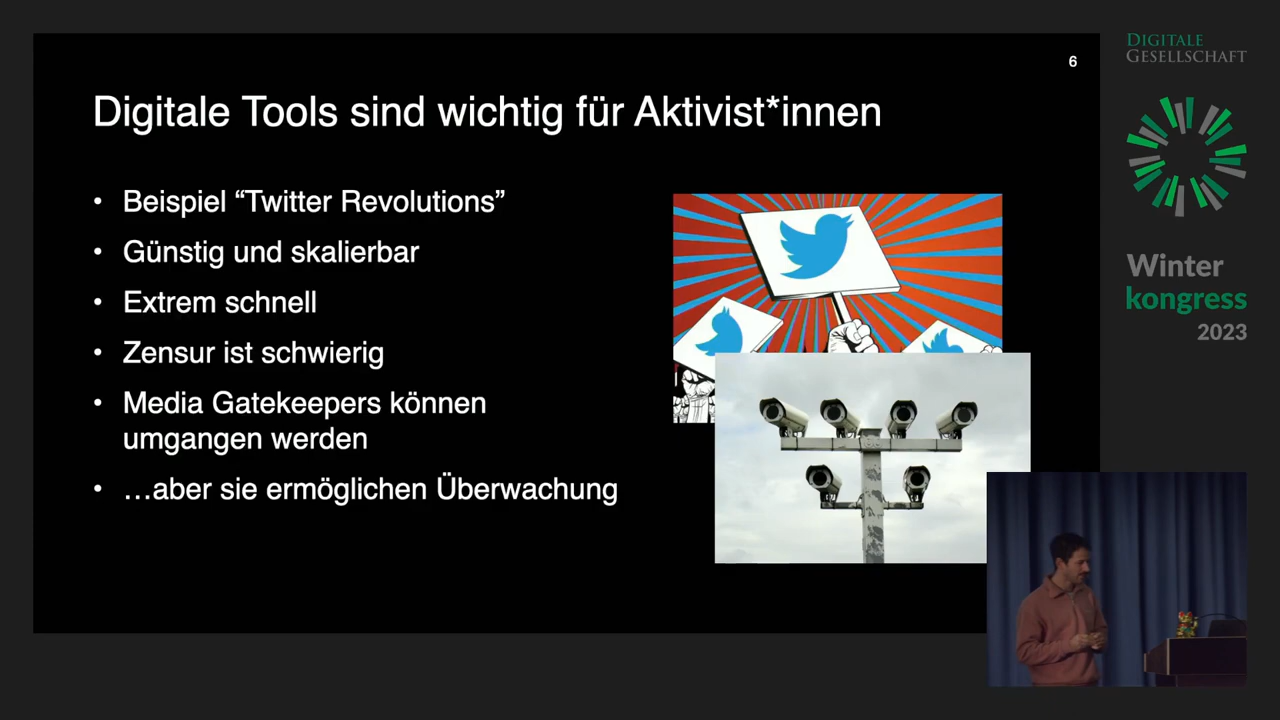 6
Digitale Tools sind wichtig für Aktivist*innen
• Beispiel “Twitter Revolutions”
• Günstig und skalierbar
• Extrem schnell
• Zensur ist schwierig
• Media Gatekeepers können
umgangen werden
• …aber sie ermöglichen Überwachung
DIGITALE
GESELLSCHAFT
Winter
kongress
2023